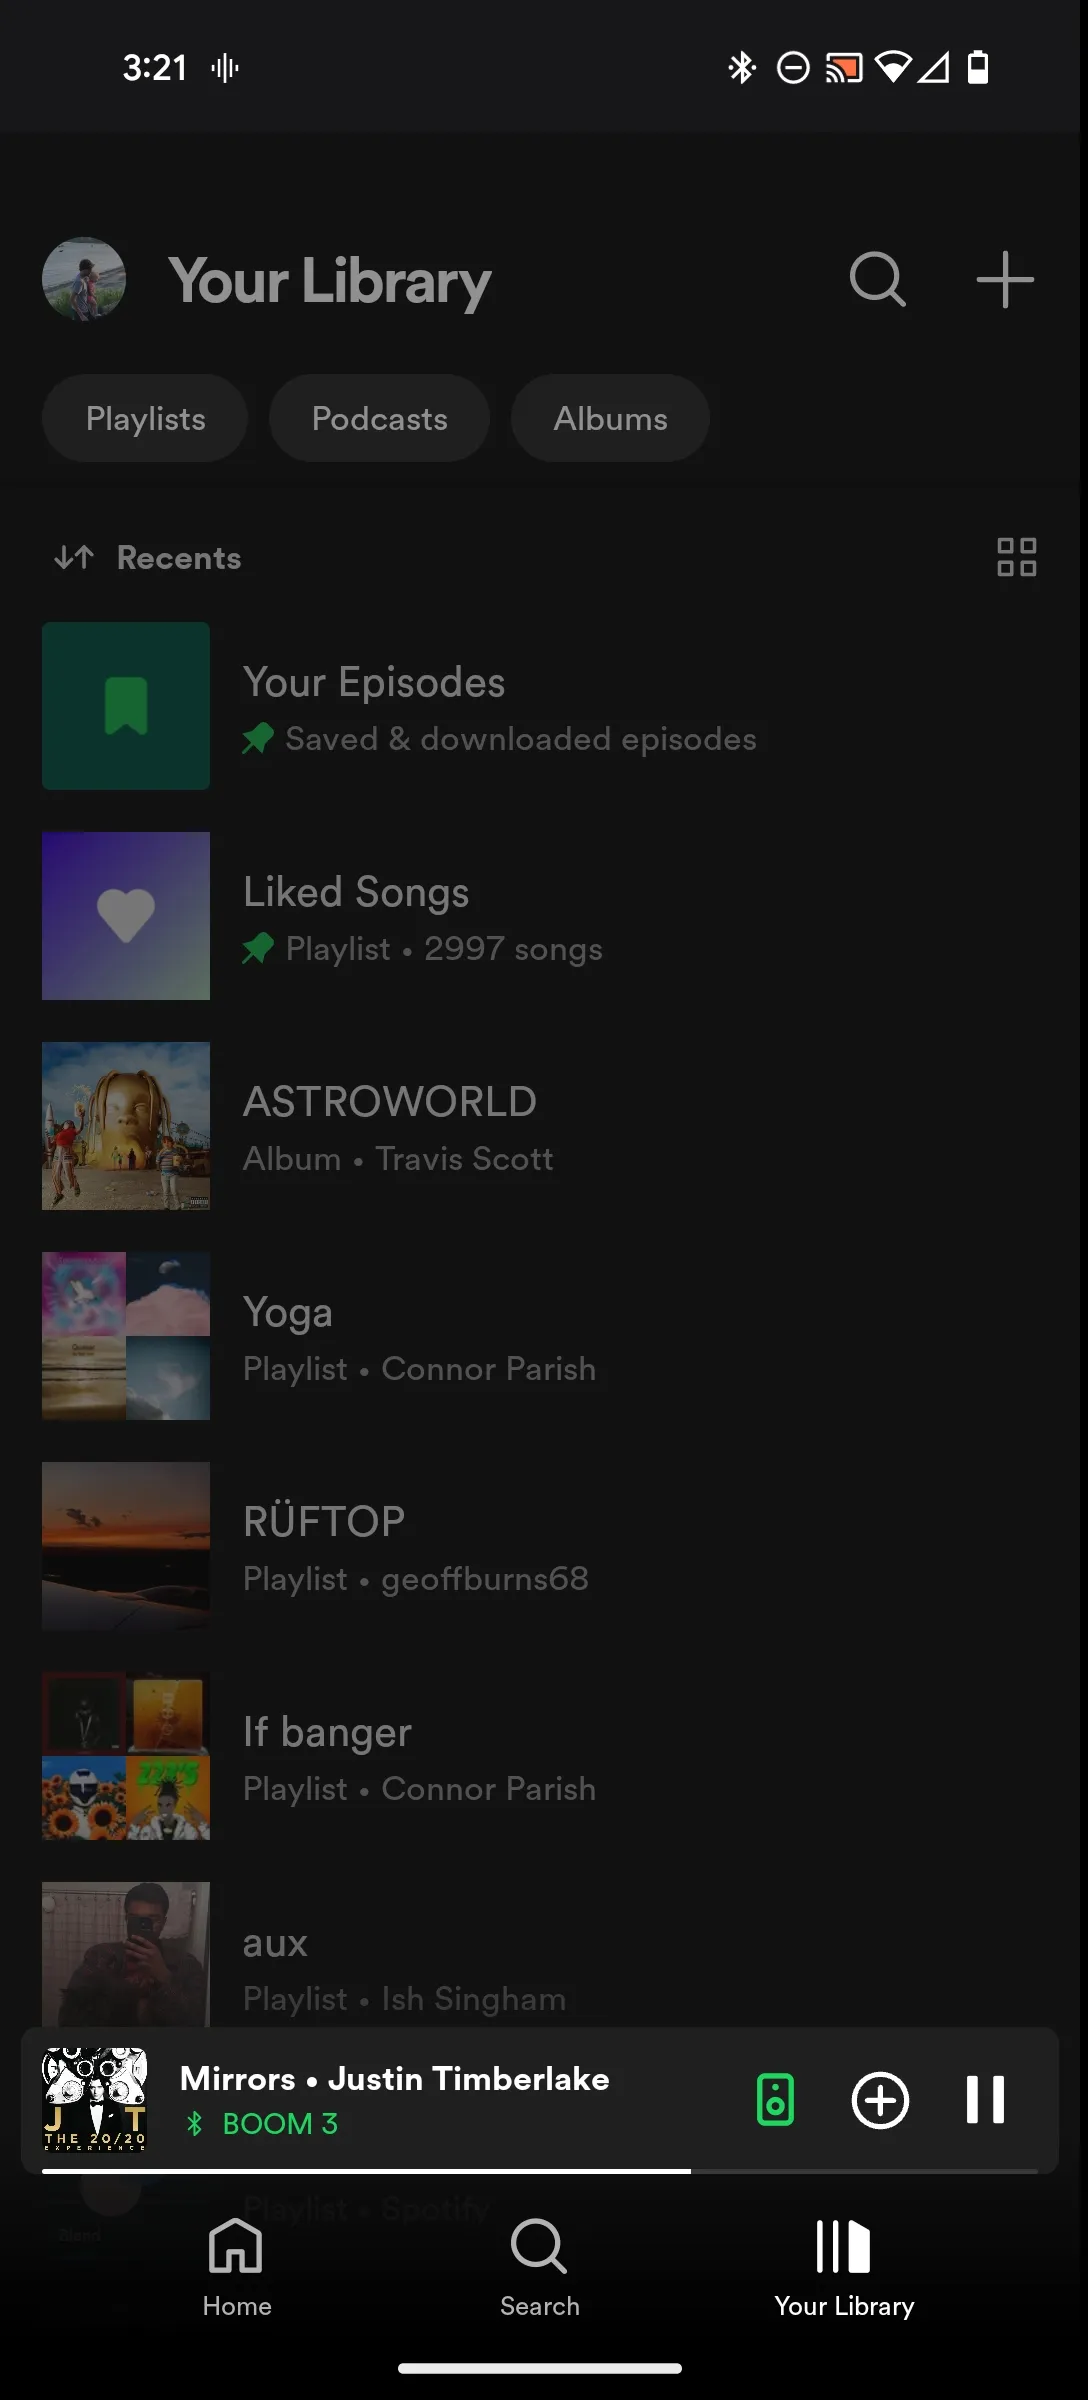 3:21
Your Library
Playlists
Podcasts
Albums
Recents
Your Episodes
Saved & downloaded episodes
Liked Songs
Playlist • 2997 songs
ASTROWORLD
Album • Travis Scott
Yoga
Playlist • Connor Parish
RÜFTOP
Playlist • geoffburns68
If banger
Playlist • Connor Parish
aux
Playlist • Ish Singham
Mirrors • Justin Timberlake
BOOM 3
J T
THE 20/20
EXPERIENCE
Playlist • Spotify
Blend
Home
Search
Your Library